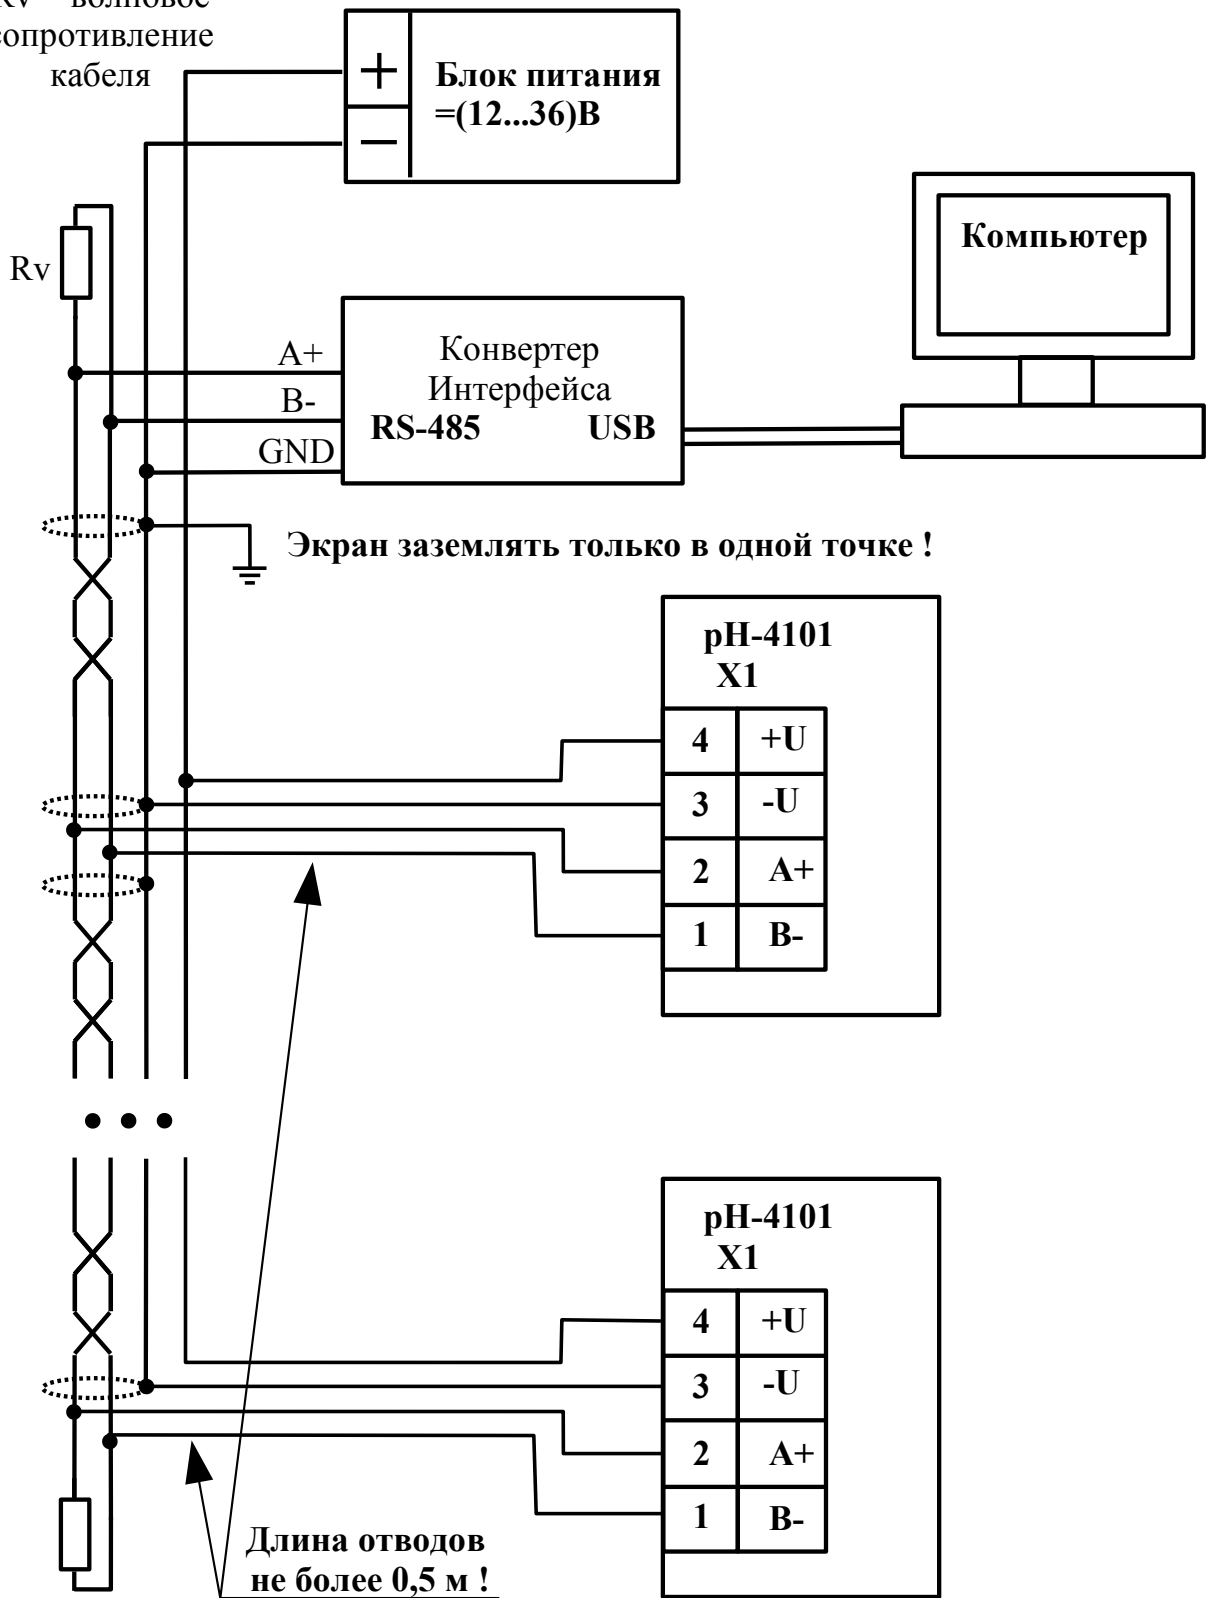 волновое
сопротивление
кабеля
+
Блок питания
=(12...36)В
−
Компьютер
Rv
A+
Конвертер
Интерфейса
B-
RS-485 USB
GND
Экран заземлять только в одной точке !
pH-4101
X1
4 +U
3 -U
2 A+
1 B-
pH-4101
X1
4 +U
3 -U
2 A+
1 B-
Длина отводов
не более 0,5 м !